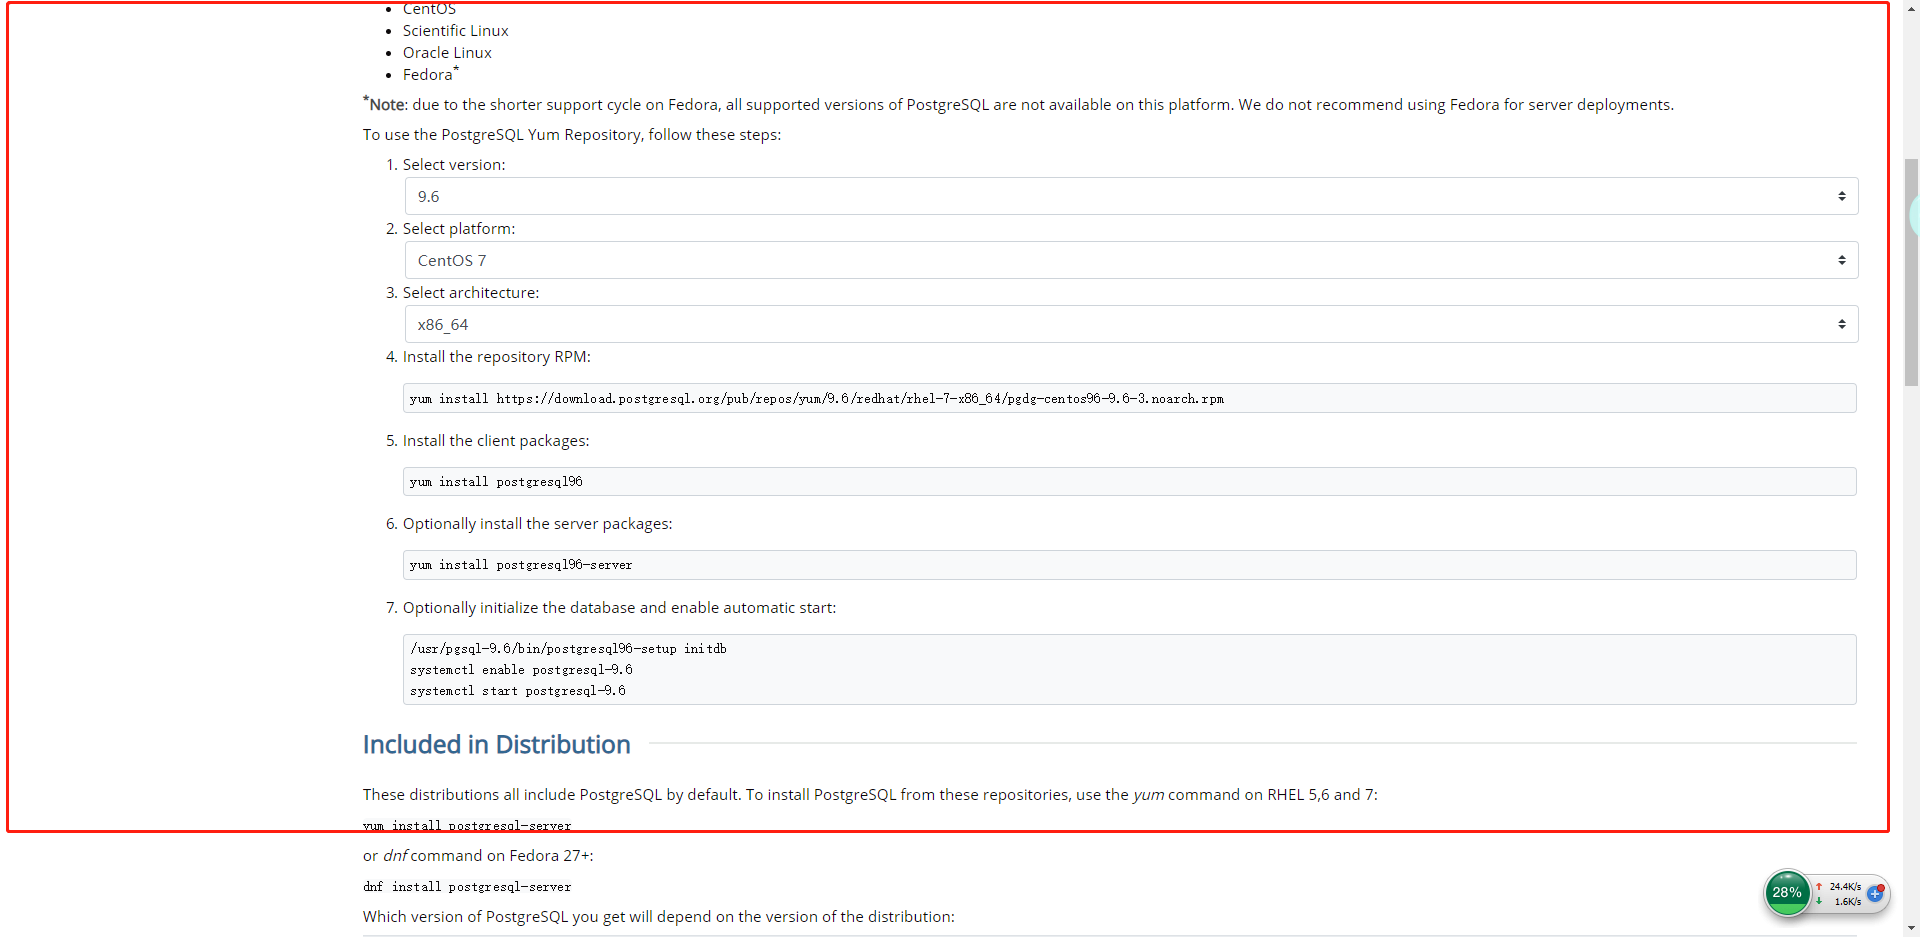 CentOS
Scientific Linux
Oracle Linux
Fedora*
*Note: due to the shorter support cycle on Fedora, all supported versions of PostgreSQL are not available on this platform. We do not recommend using Fedora for server deployments.
To use the PostgreSQL Yum Repository, follow these steps:
1. Select version:
9.6
2. Select platform:
CentOS 7
3. Select architecture:
x86_64
4. Install the repository RPM:
yum install https://download.postgresql.org/pub/repos/yum/9.6/redhat/rhel-7-x86_64/pgdg-centos96-9.6-3.noarch.rpm
5. Install the client packages:
yum install postgresql96
6. Optionally install the server packages:
yum install postgresql96-server
7. Optionally initialize the database and enable automatic start:
/usr/pgsql-9.6/bin/postgresql96-setup initdb
systemctl enable postgresql-9.6
systemctl start postgresql-9.6
Included in Distribution
These distributions all include PostgreSQL by default. To install PostgreSQL from these repositories, use the yum command on RHEL 5,6 and 7:
yum install postgresql-server
or dnf command on Fedora 27+:
dnf install postgresql-server
Which version of PostgreSQL you get will depend on the version of the distribution:
28%
↑ 24.4K/s
↓ 1.6K/s